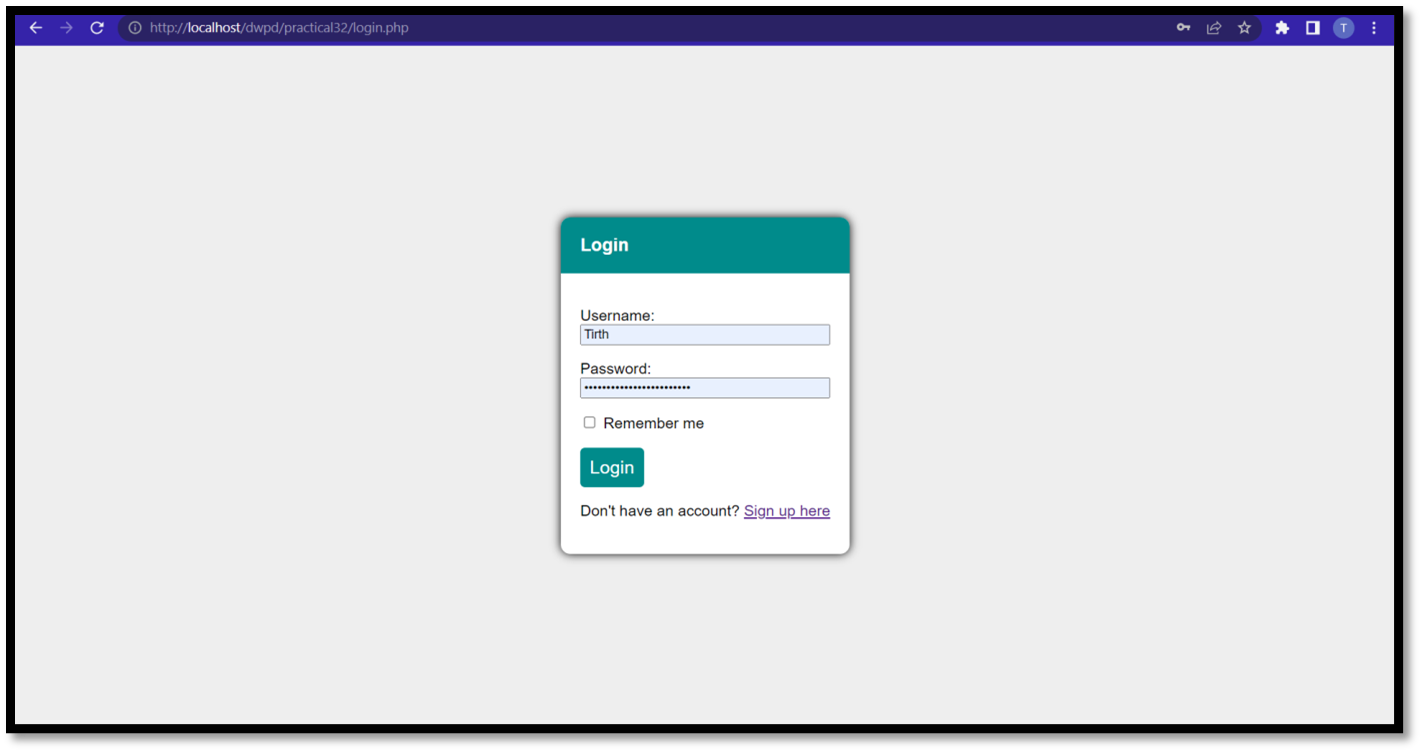 http://localhost/dwpd/practical32/login.php
T
Login
Username:
Tirth
Password:
••••••••••••••••••••••••
Remember me
Login
Don't have an account? Sign up here